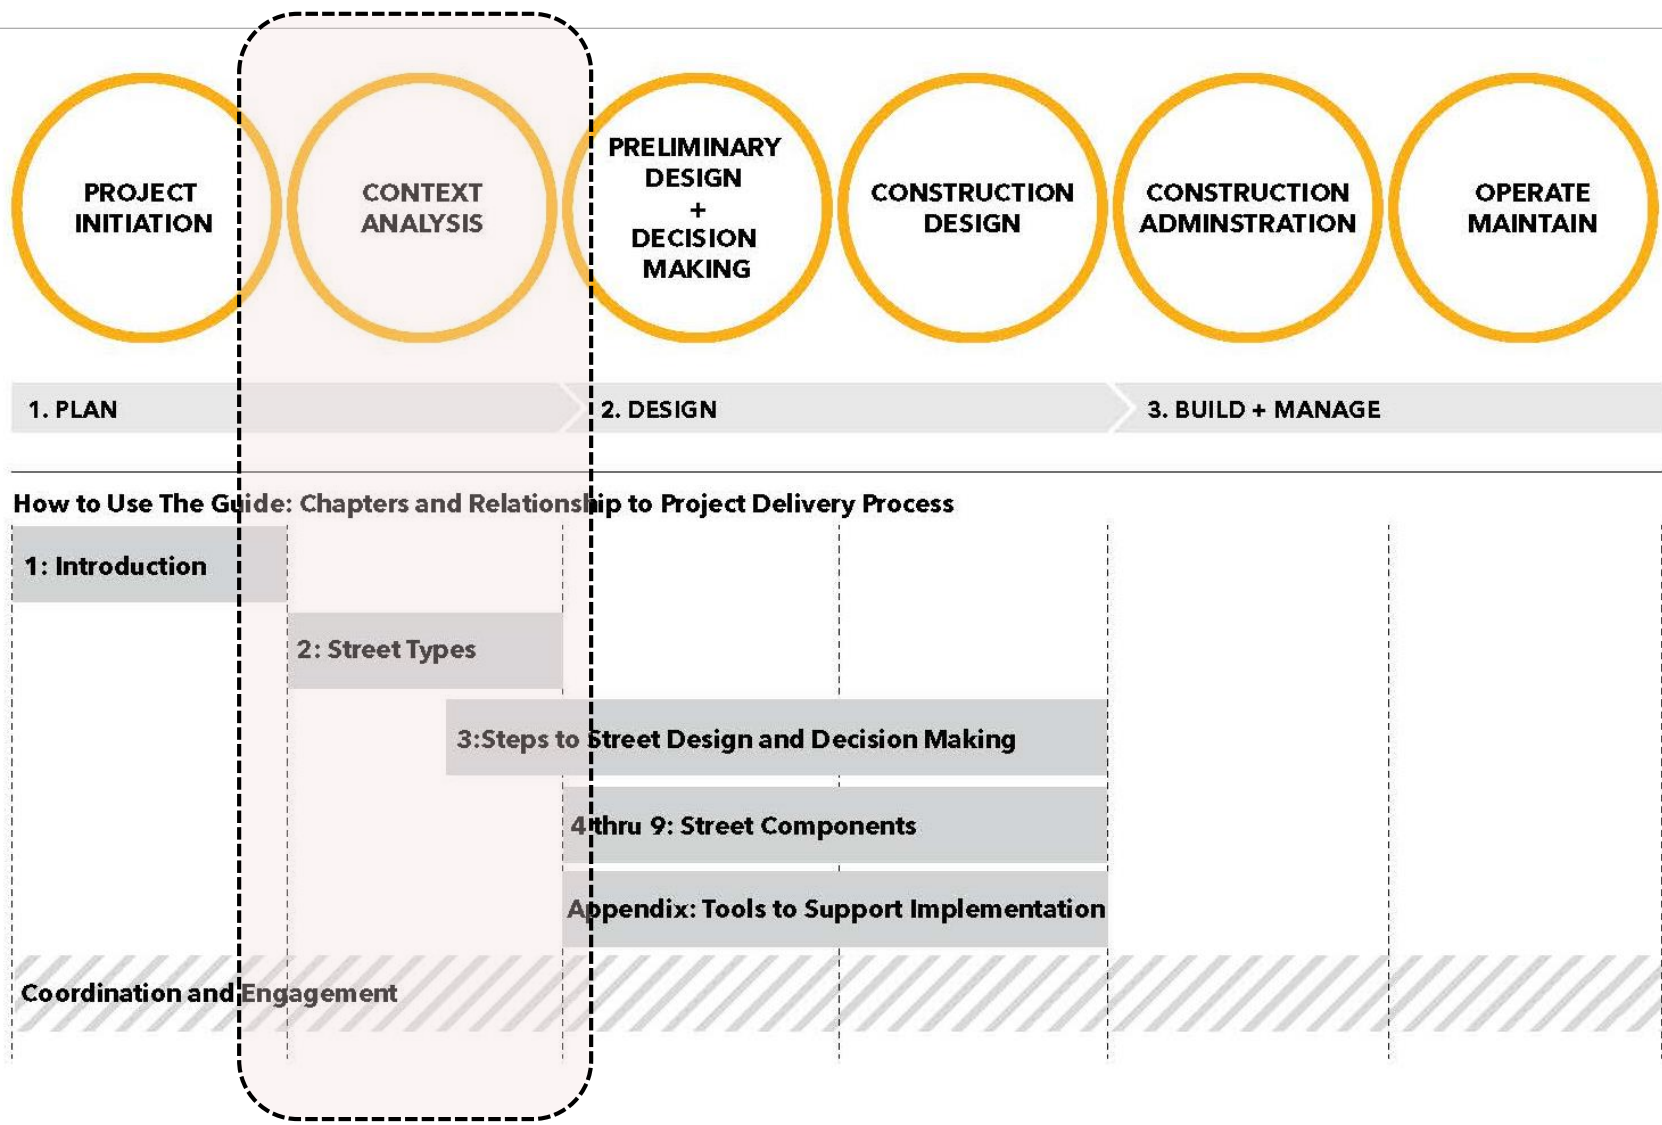 PROJECT
INITIATION
CONTEXT
ANALYSIS
PRELIMINARY
DESIGN
+
DECISION
MAKING
CONSTRUCTION
DESIGN
CONSTRUCTION
ADMINSTRATION
OPERATE
MAINTAIN
1. PLAN
2. DESIGN
3. BUILD + MANAGE
How to Use The Guide: Chapters and Relationship to Project Delivery Process
1: Introduction
2: Street Types
3:Steps to Street Design and Decision Making
4 thru 9: Street Components
Appendix: Tools to Support Implementation
Coordination and Engagement